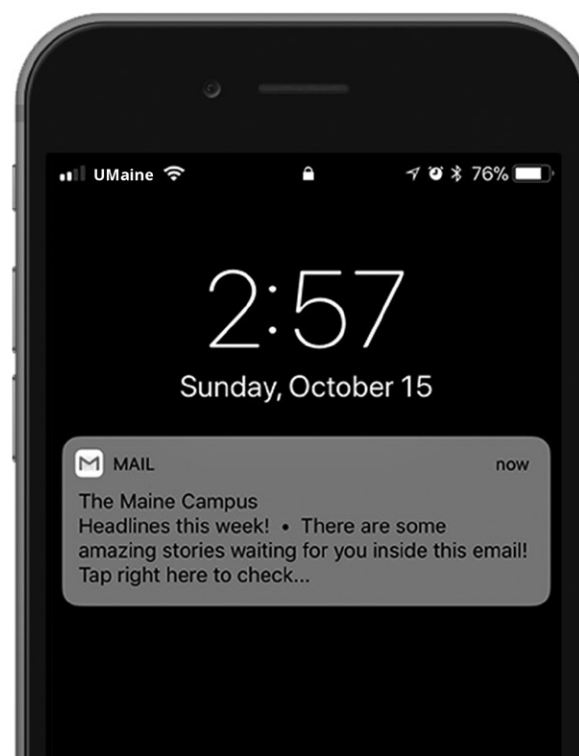 UMaine 76%
2:57
Sunday, October 15
MAIL now
The Maine Campus
Headlines this week! • There are some
amazing stories waiting for you inside this email!
Tap right here to check...